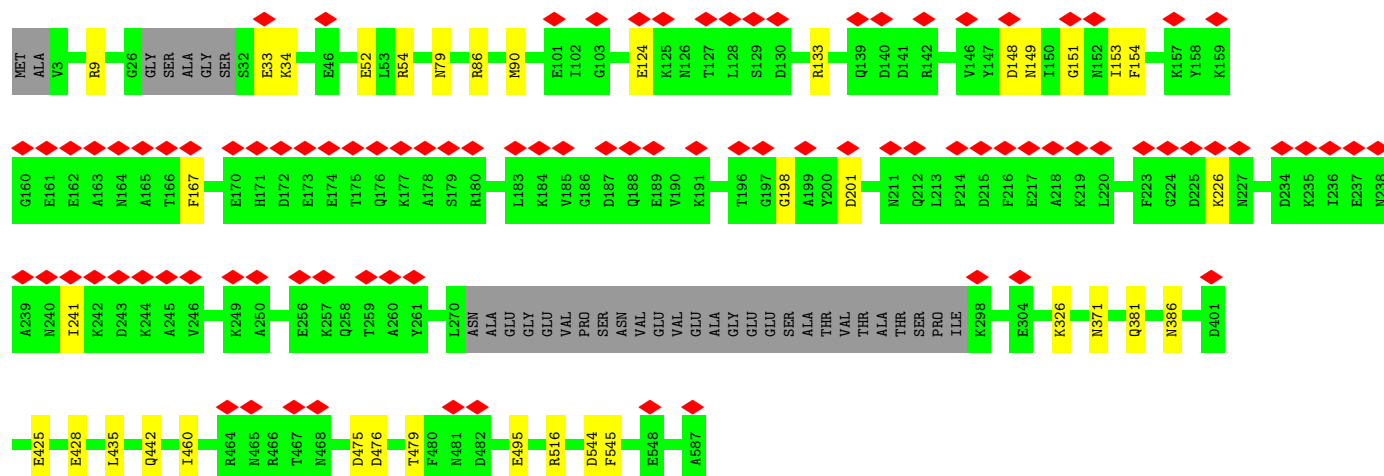 MET ALA V3 R9 G26 GLY SER ALA GLY SER S32 E33 K34 E46 E52 L53 R54 N79 R86 M90 E101 I102 G103 E124 K125 N126 T127 L128 S129 D130 R133 Q139 D140 D141 R142 V146 Y147 D148 N149 I150 G151 N152 I153 F154 K157 Y158 K159
G160 E161 E162 A163 N164 A165 T166 F167 E170 H171 D172 E173 E174 T175 Q176 K177 A178 S179 R180 L183 K184 V185 G186 D187 Q188 E189 V190 K191 T196 G197 G198 A199 Y200 D201 N211 Q212 L213 P214 D215 F216 E217 A218 K219 L220 F223 G224 D225 K226 N227 D234 K235 I236 E237 N238
A239 N240 I241 K242 D243 K244 A245 V246 K249 A250 E256 K257 Q258 T259 A260 Y261 L270 ASN ALA GLU GLY GLU VAL PRO SER ASN VAL GLU VAL GLU ALA GLY GLU GLU SER ALA THR VAL THR ALA THR SER PRO ILE K298 E304 K326 N371 Q381 N386 D401
E425 E428 L435 Q442 I460 R464 N465 R466 T467 N468 D475 D476 T479 F480 N481 D482 E495 R516 D544 F545 E548 A587